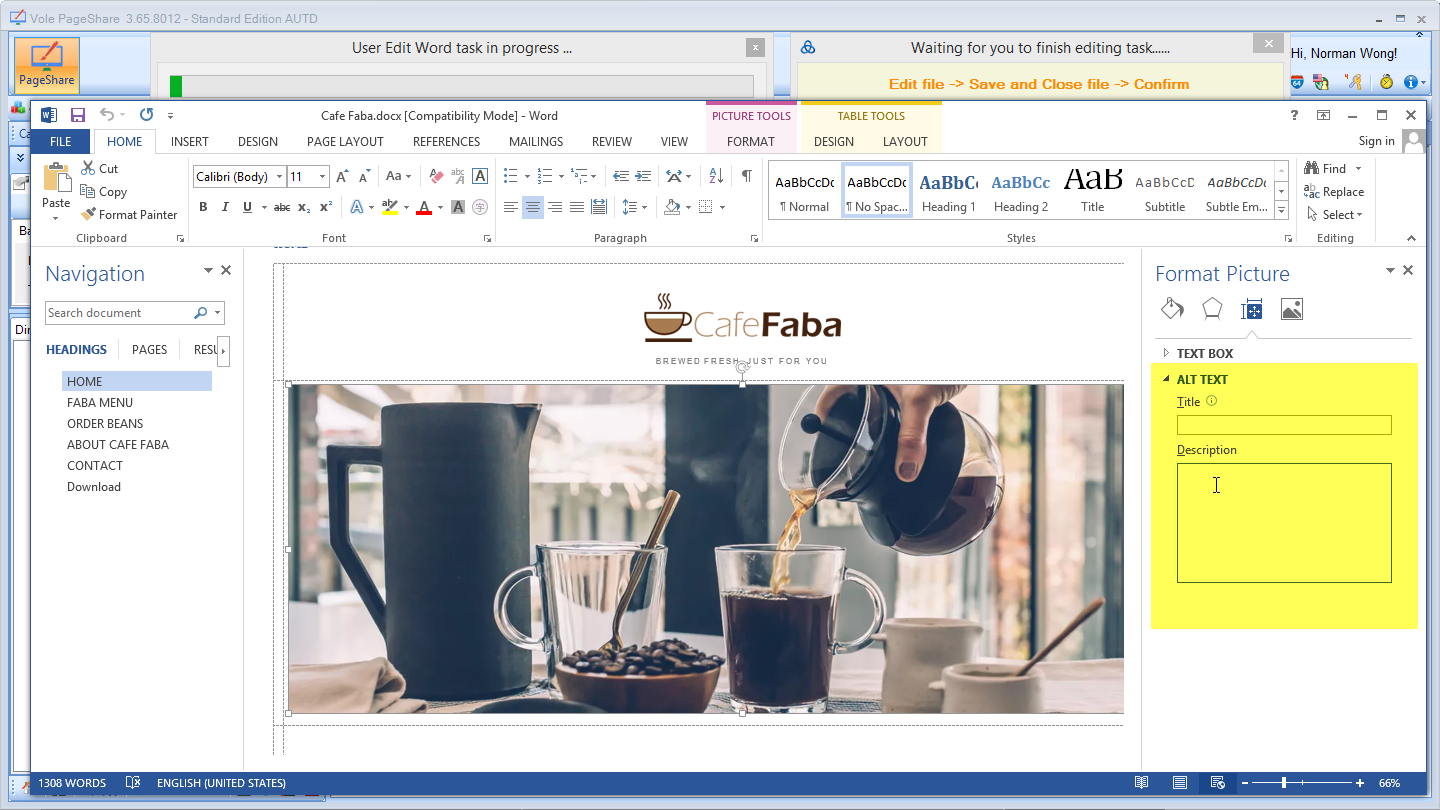 Vole PageShare 3.65.8012 - Standard Edition AUTD
PageShare
User Edit Word task in progress ...
Waiting for you to finish editing task......
Edit file -> Save and Close file -> Confirm
Hi, Norman Wong!
Cafe Faba.docx [Compatibility Mode] - Word
PICTURE TOOLS
TABLE TOOLS
FILE
HOME
INSERT
DESIGN
PAGE LAYOUT
REFERENCES
MAILINGS
REVIEW
VIEW
FORMAT
DESIGN
LAYOUT
Sign in
Paste
Cut
Copy
Format Painter
Clipboard
Calibri (Body)
11
Font
Paragraph
AaBbCcDc
¶ Normal
AaBbCcDc
¶ No Spac...
AaBbC
Heading 1
AaBbCc
Heading 2
AaB
Title
AaBbCcD
Subtitle
AaBbCcDc
Subtle Em...
Styles
Find
Replace
Select
Editing
Navigation
Search document
HEADINGS
PAGES
RESU
HOME
FABA MENU
ORDER BEANS
ABOUT CAFE FABA
CONTACT
Download
CafeFaba
BREWED FRESH JUST FOR YOU
Format Picture
TEXT BOX
ALT TEXT
Title
Description
1308 WORDS
ENGLISH (UNITED STATES)
66%